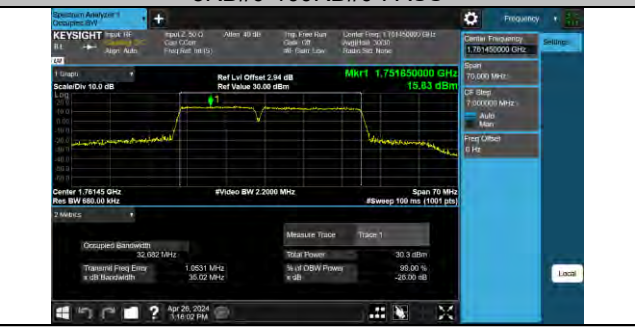 Spectrum Analyzer 1
Occupied BW
Frequency
KEYSIGHT Input: RF
RL
Align: Auto
Input Z: 50 Ω
Corr CCorr
Freq Ref: Int (S)
Atten: 40 dB
Trig: Free Run
Gate: Off
#IF Gain: Low
Center Freq: 1.761450000 GHz
Avg|Hold: 30/30
Radio Std: None
Center Frequency
1.761450000 GHz
Settings
Span
70.000 MHz
CF Step
7.000000 MHz
Auto
Man
Freq Offset
0 Hz
1 Graph
Scale/Div 10.0 dB
Log
Ref Lvl Offset 2.94 dB
Ref Value 30.00 dBm
Mkr1 1.751650000 GHz
15.63 dBm
1
Center 1.76145 GHz
Res BW 680.00 kHz
#Video BW 2.2000 MHz
Span 70 MHz
#Sweep 100 ms (1001 pts)
2 Metrics
Measure Trace Trace 1
Occupied Bandwidth
32.682 MHz
Total Power 30.3 dBm
Transmit Freq Error 1.0531 MHz
% of OBW Power 99.00 %
x dB Bandwidth 35.02 MHz
x dB -26.00 dB
Local
Apr 26, 2024
3:16:02 PM